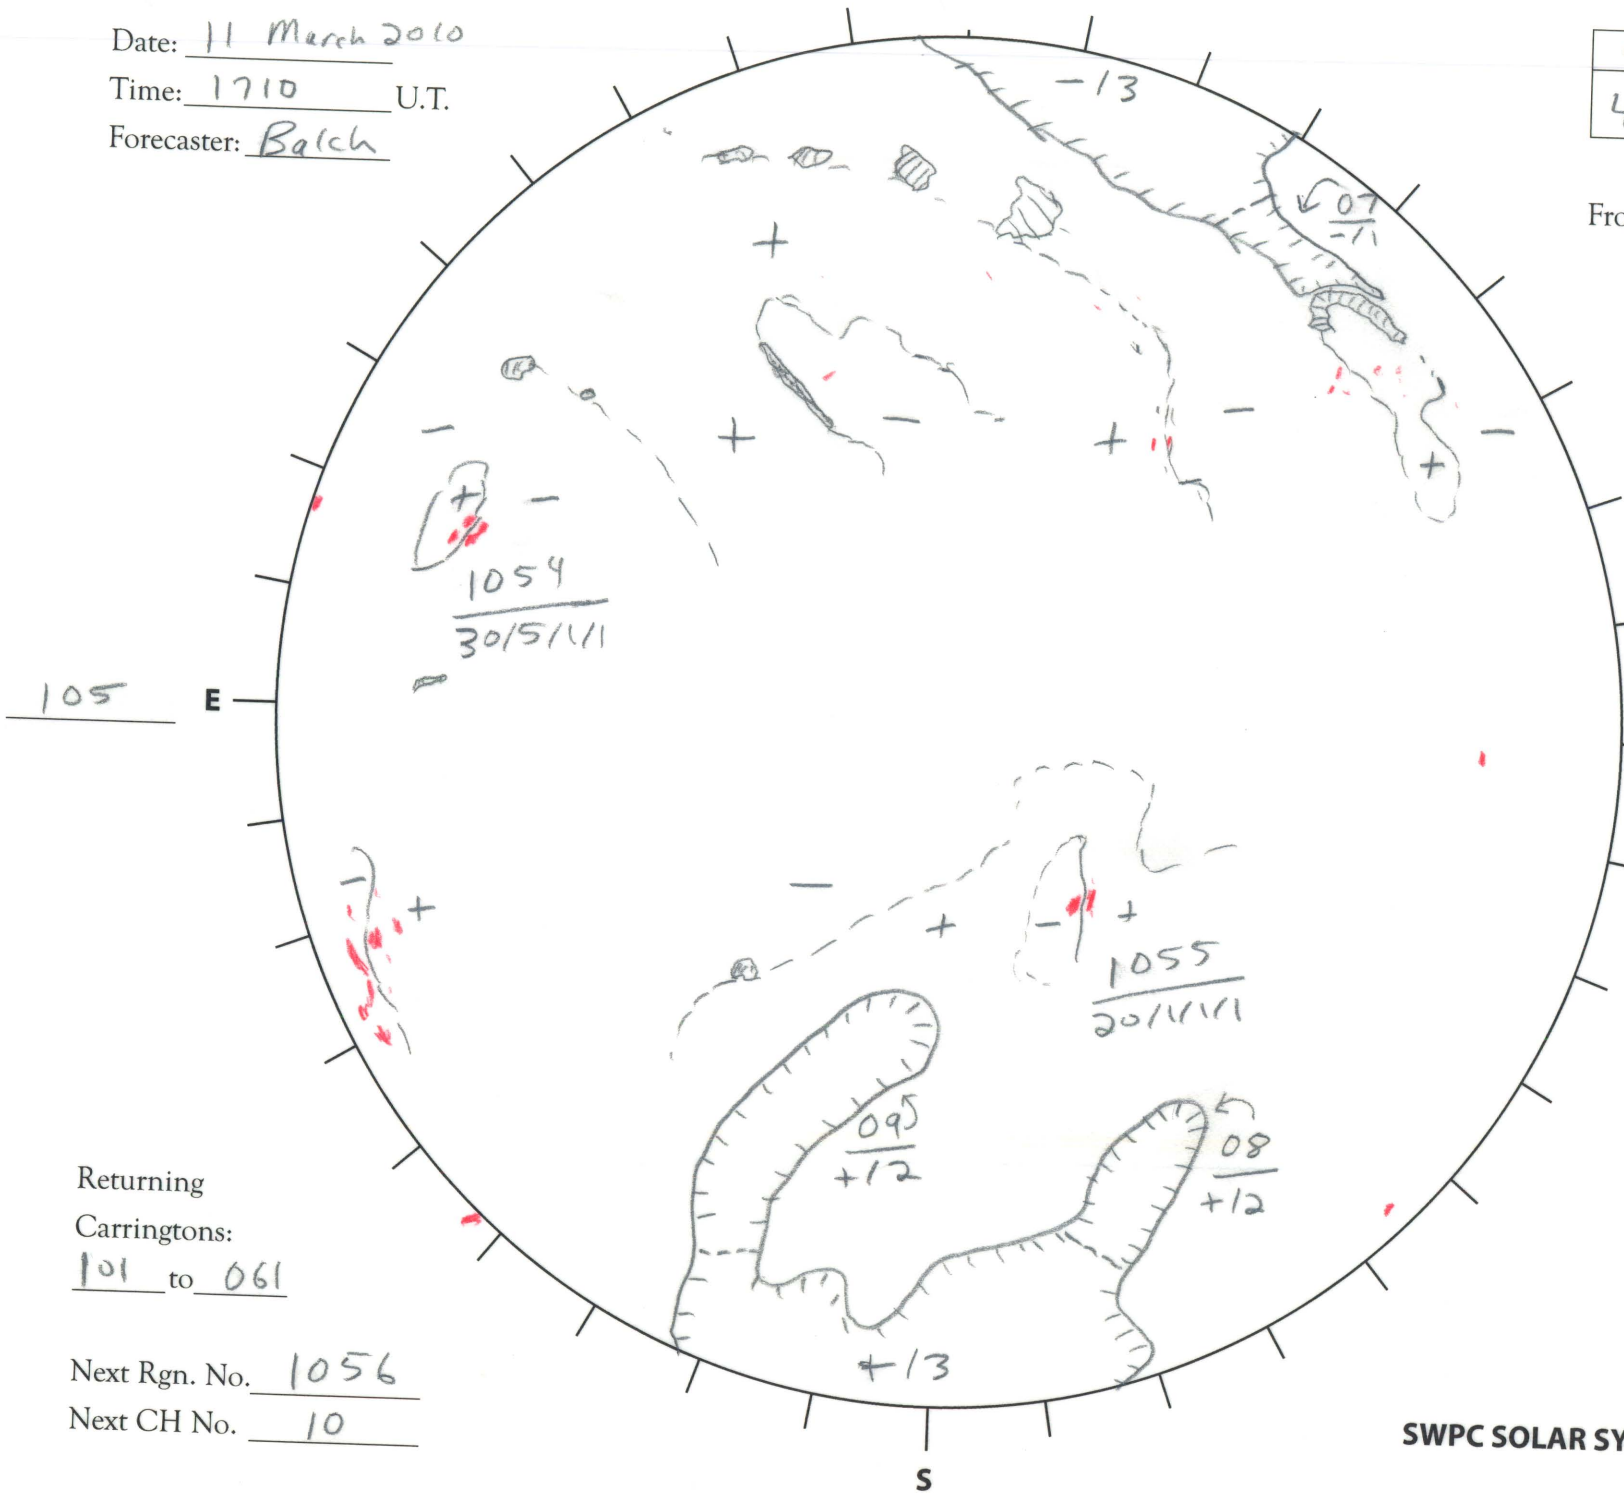 Date: 11 March 2010
Time: 1710 U.T.
Forecaster: Balch
-13
07
-/1
Fro
+
-
+
-
+
-
-
+
-
+
-
1054
30/5/1/1
105 E
-
+
-
+
-
+
1055
20/1/1/1
09
+12
08
+12
Returning
Carringtons:
101 to 061
+13
Next Rgn. No. 1056
Next CH No. 10
SWPC SOLAR SY
S